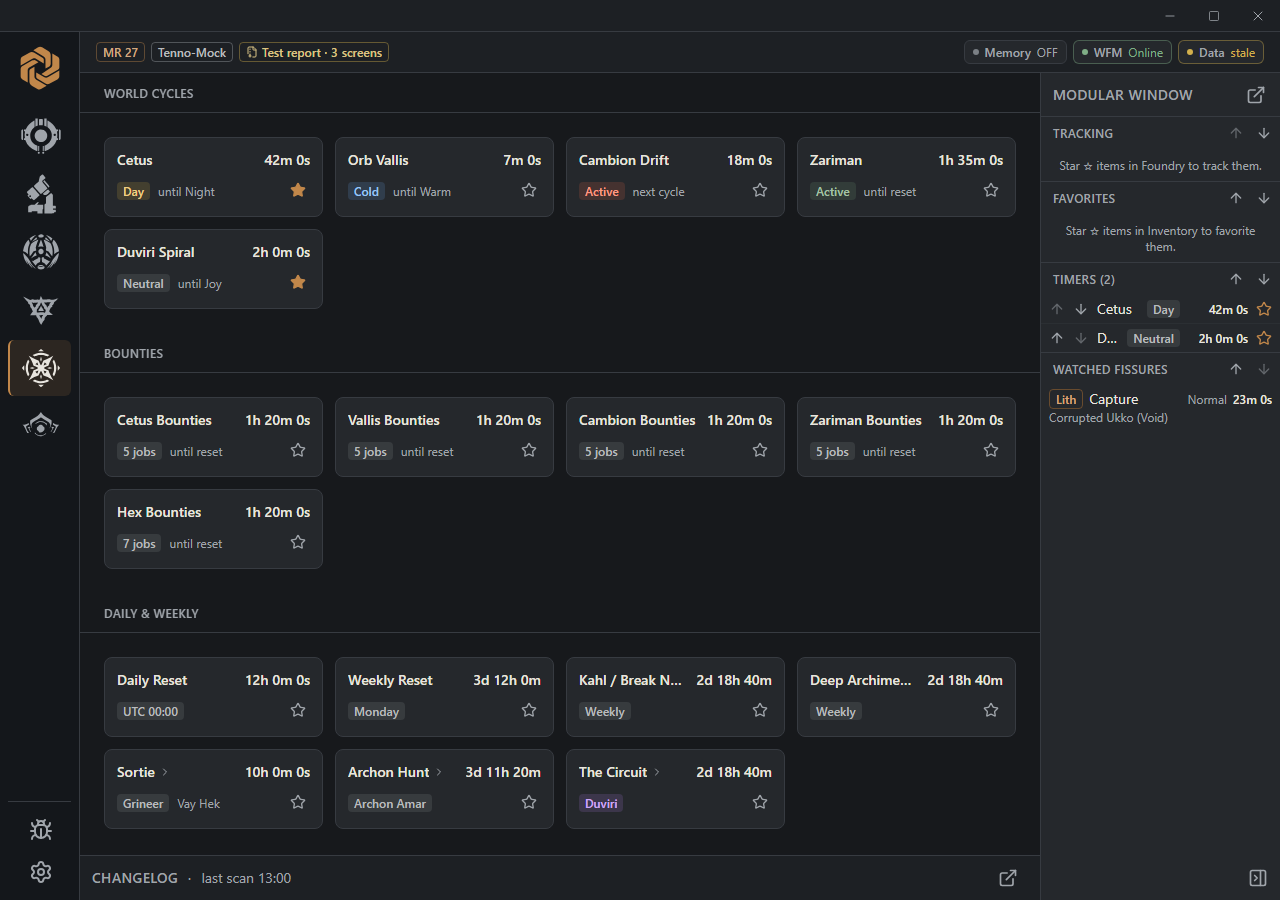 MR 27 Tenno-Mock Test report · 3 screens Memory OFF WFM Online Data stale
WORLD CYCLES
Cetus 42m 0s
Day until Night
Orb Vallis 7m 0s
Cold until Warm
Cambion Drift 18m 0s
Active next cycle
Zariman 1h 35m 0s
Active until reset
Duviri Spiral 2h 0m 0s
Neutral until Joy
BOUNTIES
Cetus Bounties 1h 20m 0s
5 jobs until reset
Vallis Bounties 1h 20m 0s
5 jobs until reset
Cambion Bounties 1h 20m 0s
5 jobs until reset
Zariman Bounties 1h 20m 0s
5 jobs until reset
Hex Bounties 1h 20m 0s
7 jobs until reset
DAILY & WEEKLY
Daily Reset 12h 0m 0s
UTC 00:00
Weekly Reset 3d 12h 0m
Monday
Kahl / Break N... 2d 18h 40m
Weekly
Deep Archime... 2d 18h 40m
Weekly
Sortie › 10h 0m 0s
Grineer Vay Hek
Archon Hunt › 3d 11h 20m
Archon Amar
The Circuit › 2d 18h 40m
Duviri
CHANGELOG · last scan 13:00
MODULAR WINDOW
TRACKING
Star ☆ items in Foundry to track them.
FAVORITES
Star ☆ items in Inventory to favorite
them.
TIMERS (2)
Cetus Day 42m 0s
D... Neutral 2h 0m 0s
WATCHED FISSURES
Lith Capture Normal 23m 0s
Corrupted Ukko (Void)